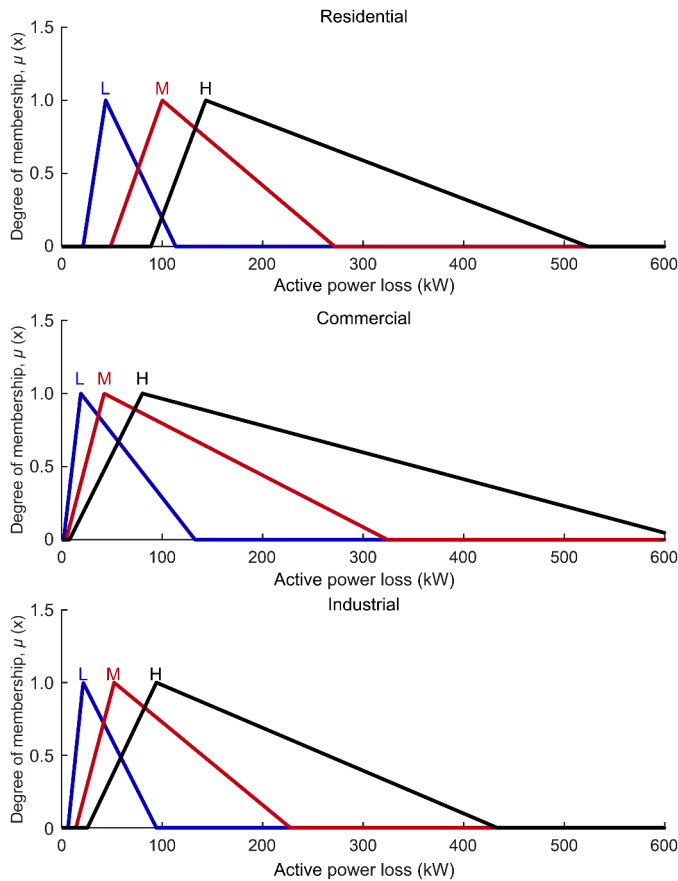 Residential
1.5
L M H
1.0
0.5
0
0 100 200 300 400 500 600
Degree of membership, µ (x)
Active power loss (kW)
Commercial
1.5
L M H
1.0
0.5
0
0 100 200 300 400 500 600
Degree of membership, µ (x)
Active power loss (kW)
Industrial
1.5
L M H
1.0
0.5
0
0 100 200 300 400 500 600
Degree of membership, µ (x)
Active power loss (kW)